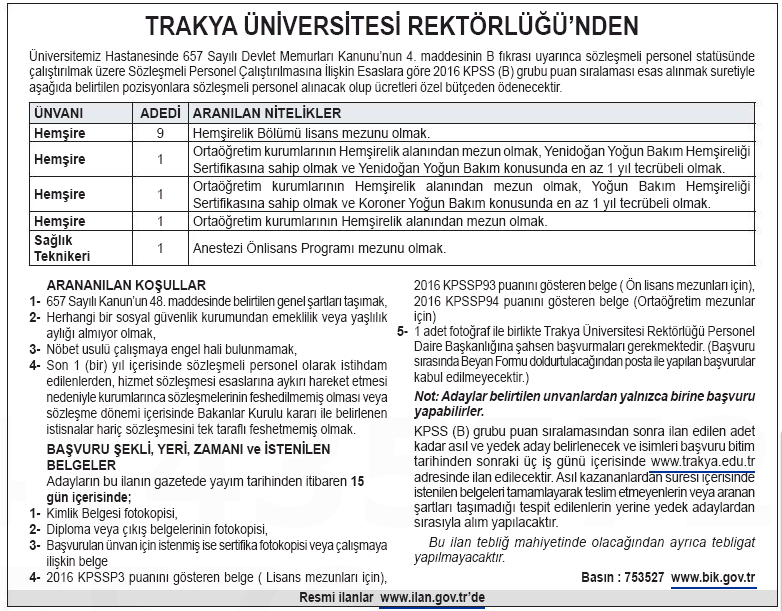 TRAKYA ÜNİVERSİTESİ REKTÖRLÜĞÜ'NDEN
Üniversitemiz Hastanesinde 657 Sayılı Devlet Memurları Kanunu'nun 4. maddesinin B fıkrası uyarınca sözleşmeli personel statüsünde
çalıştırılmak üzere Sözleşmeli Personel Çalıştırılmasına İlişkin Esaslara göre 2016 KPSS (B) grubu puan sıralaması esas alınmak suretiyle
aşağıda belirtilen pozisyonlara sözleşmeli personel alınacak olup ücretleri özel bütçeden ödenecektir.
ÜNVANI ADEDİ ARANILAN NİTELİKLER
Hemşire 9 Hemşirelik Bölümü lisans mezunu olmak.
Hemşire 1 Ortaöğretim kurumlarının Hemşirelik alanından mezun olmak, Yenidoğan Yoğun Bakım Hemşireliği
Sertifikasına sahip olmak ve Yenidoğan Yoğun Bakım konusunda en az 1 yıl tecrübeli olmak.
Hemşire 1 Ortaöğretim kurumlarının Hemşirelik alanından mezun olmak, Yoğun Bakım Hemşireliği
Sertifikasına sahip olmak ve Koroner Yoğun Bakım konusunda en az 1 yıl tecrübeli olmak.
Hemşire 1 Ortaöğretim kurumlarının Hemşirelik alanından mezun olmak.
Sağlık
Teknikeri 1 Anestezi Önlisans Programı mezunu olmak.
ARANANILAN KOŞULLAR
1- 657 Sayılı Kanun'un 48. maddesinde belirtilen genel şartları taşımak,
2- Herhangi bir sosyal güvenlik kurumundan emeklilik veya yaşlılık
aylığı almıyor olmak,
3- Nöbet usulü çalışmaya engel hali bulunmamak,
4- Son 1 (bir) yıl içerisinde sözleşmeli personel olarak istihdam
edilenlerden, hizmet sözleşmesi esaslarına aykırı hareket etmesi
nedeniyle kurumlarınca sözleşmelerinin feshedilmemiş olması veya
sözleşme dönemi içerisinde Bakanlar Kurulu kararı ile belirlenen
istisnalar hariç sözleşmesini tek taraflı feshetmemiş olmak.
BAŞVURU ŞEKLİ, YERİ, ZAMANI ve İSTENİLEN
BELGELER
Adayların bu ilanın gazetede yayım tarihinden itibaren 15
gün içerisinde;
1- Kimlik Belgesi fotokopisi,
2- Diploma veya çıkış belgelerinin fotokopisi,
3- Başvurulan ünvan için istenmiş ise sertifika fotokopisi veya çalışmaya
ilişkin belge
4- 2016 KPSSP3 puanını gösteren belge ( Lisans mezunları için),
2016 KPSSP93 puanını gösteren belge ( Ön lisans mezunları için),
2016 KPSSP94 puanını gösteren belge (Ortaöğretim mezunlar
için)
5- 1 adet fotoğraf ile birlikte Trakya Üniversitesi Rektörlüğü Personel
Daire Başkanlığına şahsen başvurmaları gerekmektedir. (Başvuru
sırasında Beyan Formu doldurtulacağından posta ile yapılan başvurular
kabul edilmeyecektir.)
Not: Adaylar belirtilen unvanlardan yalnızca birine başvuru
yapabilirler.
KPSS (B) grubu puan sıralamasından sonra ilan edilen adet
kadar asıl ve yedek aday belirlenecek ve isimleri başvuru bitim
tarihinden sonraki üç iş günü içerisinde www.trakya.edu.tr
adresinde ilan edilecektir. Asıl kazananlardan süresi içerisinde
istenilen belgeleri tamamlayarak teslim etmeyenlerin veya aranan
şartları taşımadığı tespit edilenlerin yerine yedek adaylardan
sırasıyla alım yapılacaktır.
Bu ilan tebliğ mahiyetinde olacağından ayrıca tebligat
yapılmayacaktır.
Basın : 753527 www.bik.gov.tr
Resmi ilanlar www.ilan.gov.tr'de